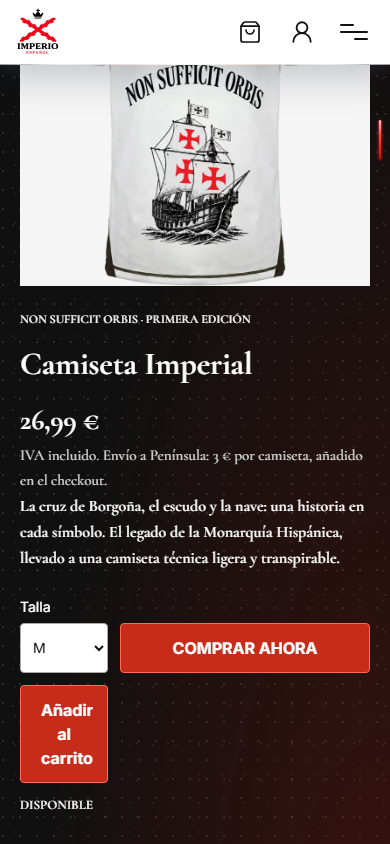 IMPERIO
ESPAÑOL
NON SUFFICIT ORBIS
NON SUFFICIT ORBIS · PRIMERA EDICIÓN
Camiseta Imperial
26,99 €
IVA incluido. Envío a Península: 3 € por camiseta, añadido
en el checkout.
La cruz de Borgoña, el escudo y la nave: una historia en
cada símbolo. El legado de la Monarquía Hispánica,
llevado a una camiseta técnica ligera y transpirable.
Talla
M
COMPRAR AHORA
Añadir
al
carrito
DISPONIBLE